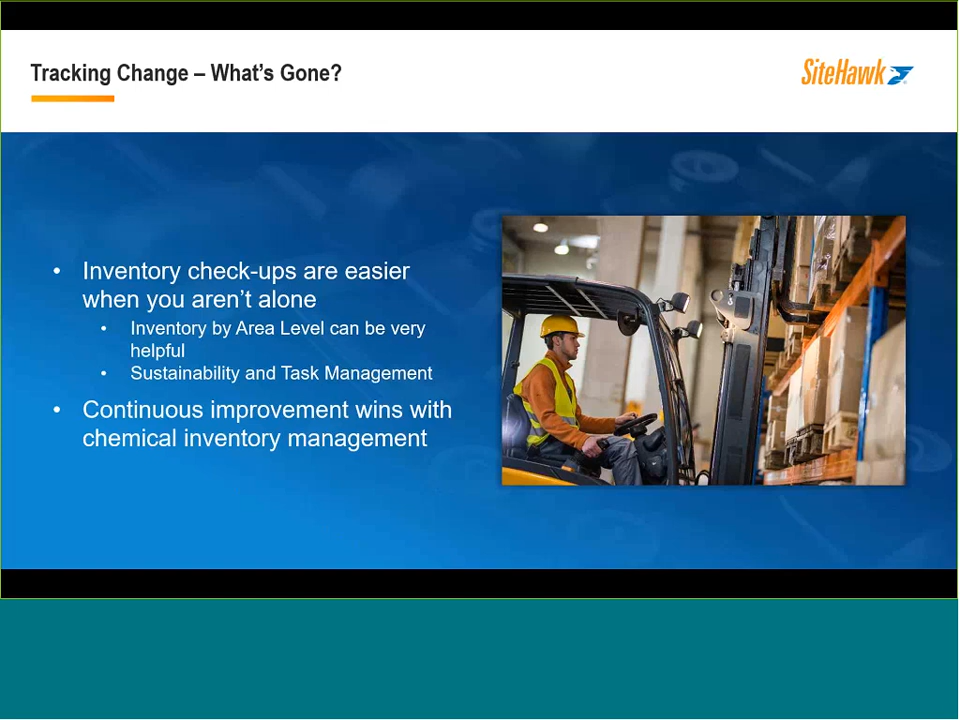 Tracking Change – What's Gone?
SiteHawk
• Inventory check-ups are easier
when you aren't alone
• Inventory by Area Level can be very
helpful
• Sustainability and Task Management
• Continuous improvement wins with
chemical inventory management